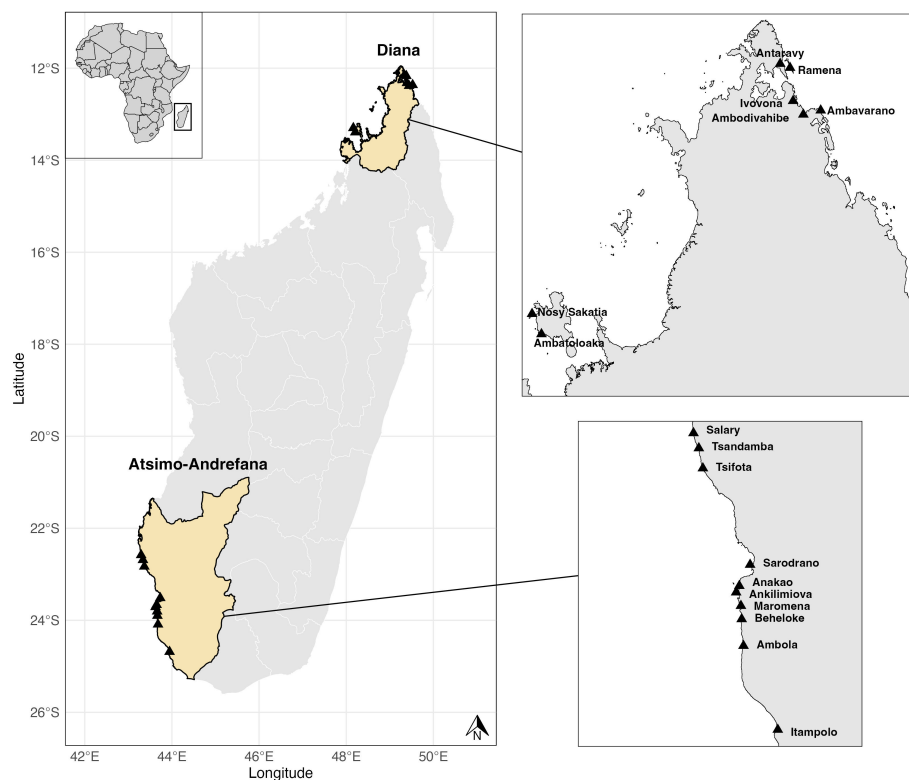 Diana
12°S
14°S
16°S
18°S
20°S
22°S
24°S
26°S
Latitude
Atsimo-Andrefana
N
42°E
44°E
46°E
48°E
50°E
Longitude
Antaravy
Ramena
Ivovona
Ambavarano
Ambodivahibe
Nosy Sakatia
Ambatoloaka
Salary
Tsandamba
Tsifota
Sarodrano
Anakao
Ankilimiova
Maromena
Beheloke
Ambola
Itampolo